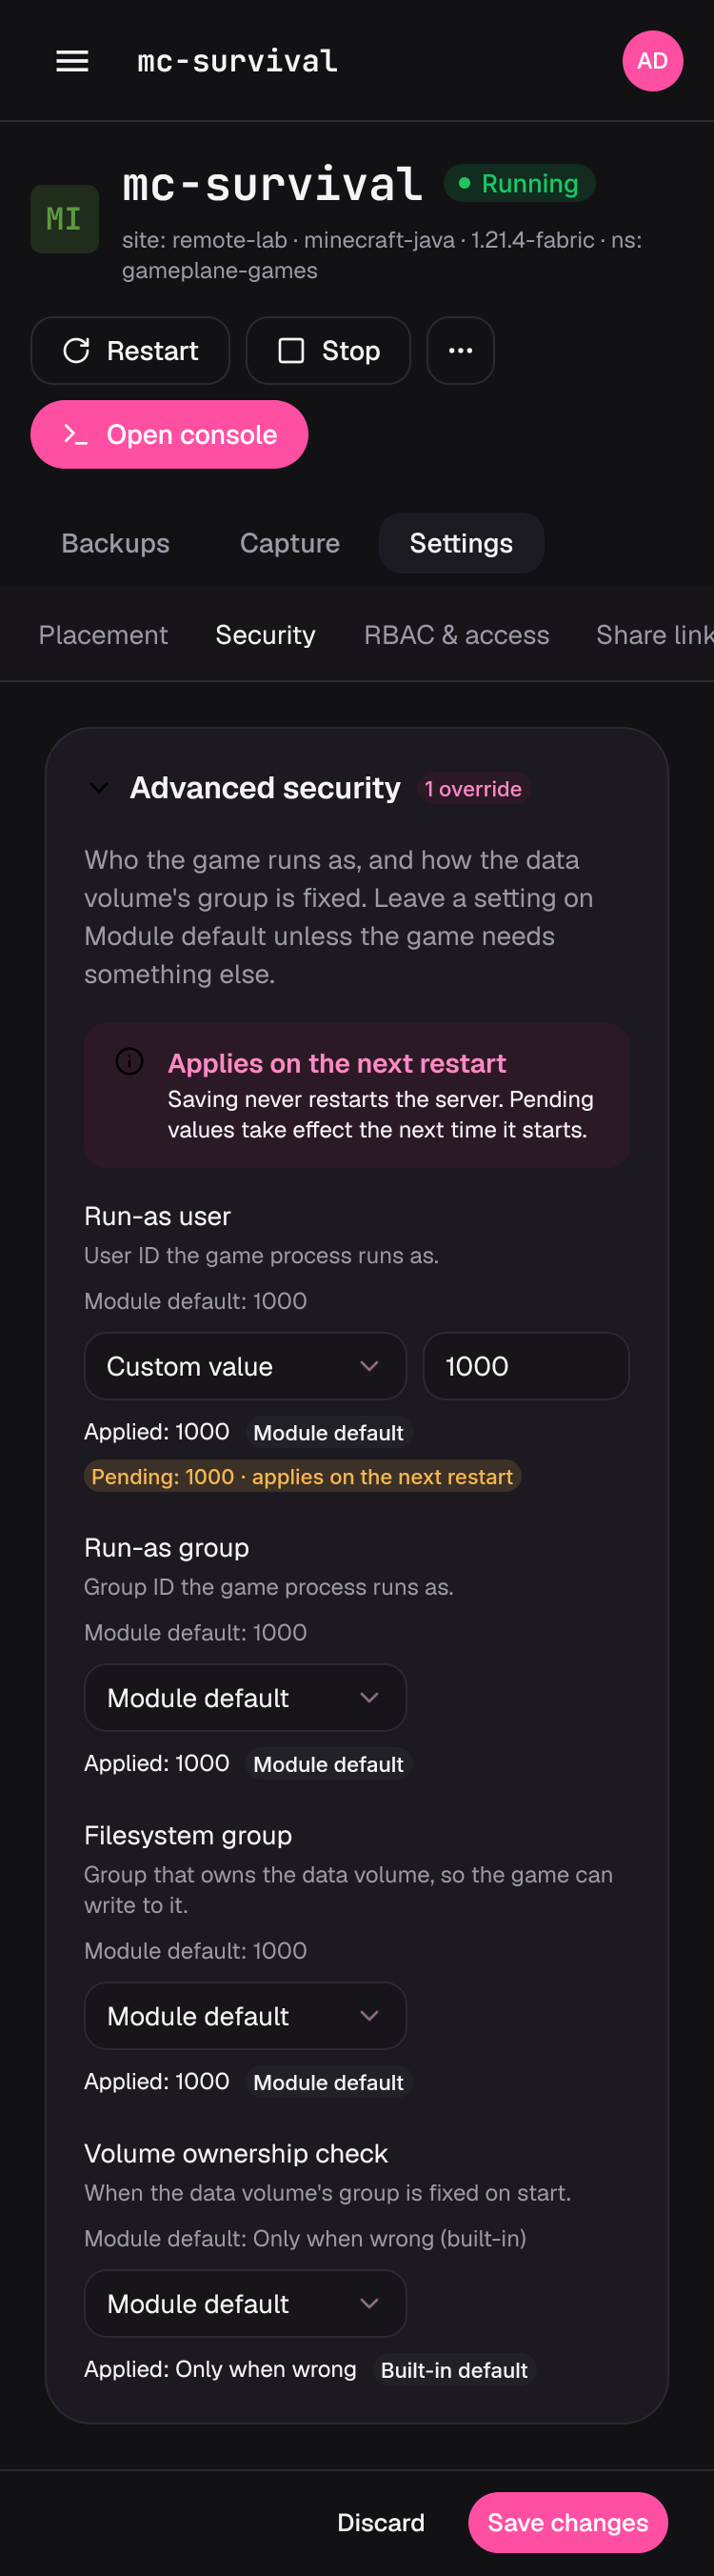 mc-survival
AD
MI
mc-survival
Running
site: remote-lab · minecraft-java · 1.21.4-fabric · ns:
gameplane-games
Restart
Stop
Open console
Backups
Capture
Settings
Placement
Security
RBAC & access
Share link
Advanced security
1 override
Who the game runs as, and how the data
volume's group is fixed. Leave a setting on
Module default unless the game needs
something else.
Applies on the next restart
Saving never restarts the server. Pending
values take effect the next time it starts.
Run-as user
User ID the game process runs as.
Module default: 1000
Custom value
1000
Applied: 1000
Module default
Pending: 1000 · applies on the next restart
Run-as group
Group ID the game process runs as.
Module default: 1000
Module default
Applied: 1000
Module default
Filesystem group
Group that owns the data volume, so the game can
write to it.
Module default: 1000
Module default
Applied: 1000
Module default
Volume ownership check
When the data volume's group is fixed on start.
Module default: Only when wrong (built-in)
Module default
Applied: Only when wrong
Built-in default
Discard
Save changes